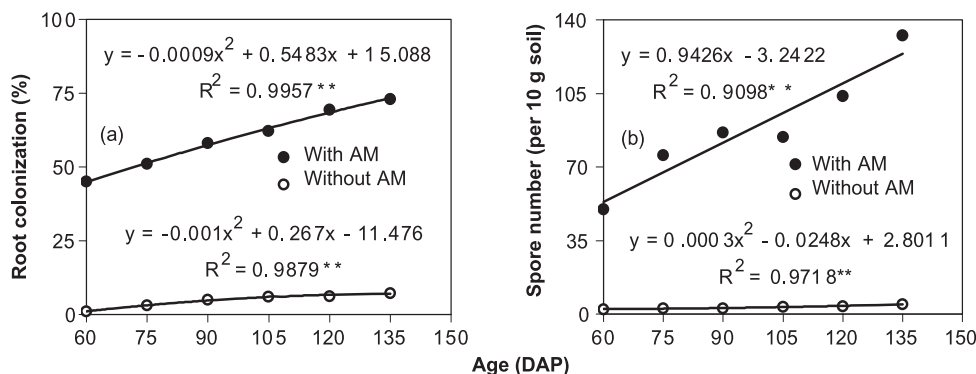 Root colonization (%)
100
75
50
25
0
y = -0.0009x² + 0.5483x + 15.088
R² = 0.9957**
(a)
With AM
Without AM
y = -0.001x² + 0.267x - 11.476
R² = 0.9879**
60 75 90 105 120 135 150
Spore number (per 10 g soil)
140
105
70
35
0
y = 0.9426x - 3.2422
R² = 0.9098**
(b)
With AM
Without AM
y = 0.0003x² - 0.0248x + 2.8011
R² = 0.9718**
60 75 90 105 120 135 150
Age (DAP)